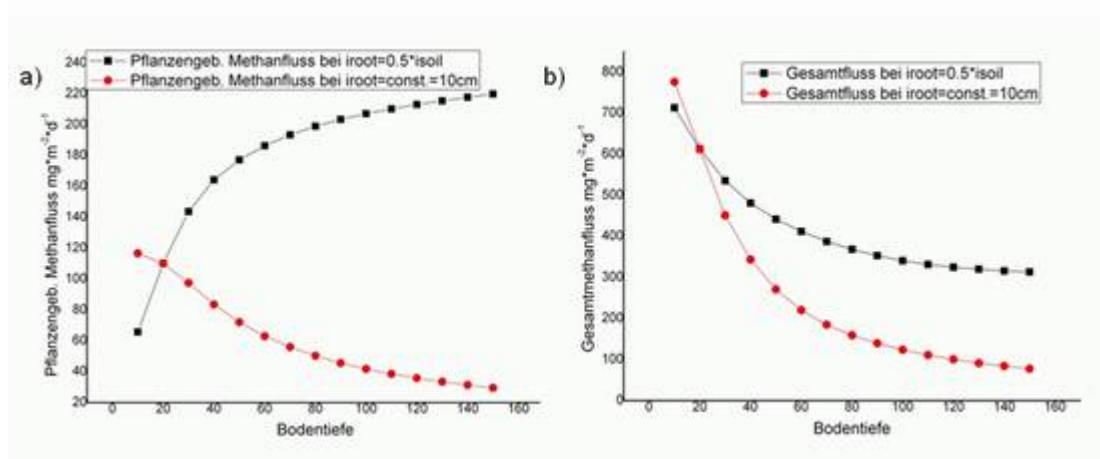 a)
Pflanzengeb. Methanfluss bei iroot=0.5*isoil
Pflanzengeb. Methanfluss bei iroot=const.=10cm
Pflanzengeb. Methanfluss mg*m-2*d-1
240
220
200
180
160
140
120
100
80
60
40
20
0 20 40 60 80 100 120 140 160
Bodentiefe
b)
Gesamtfluss bei iroot=0.5*isoil
Gesamtfluss bei iroot=const.=10cm
Gesamtmethanfluss mg*m-2*d-1
800
700
600
500
400
300
200
100
0
0 20 40 60 80 100 120 140 160
Bodentiefe